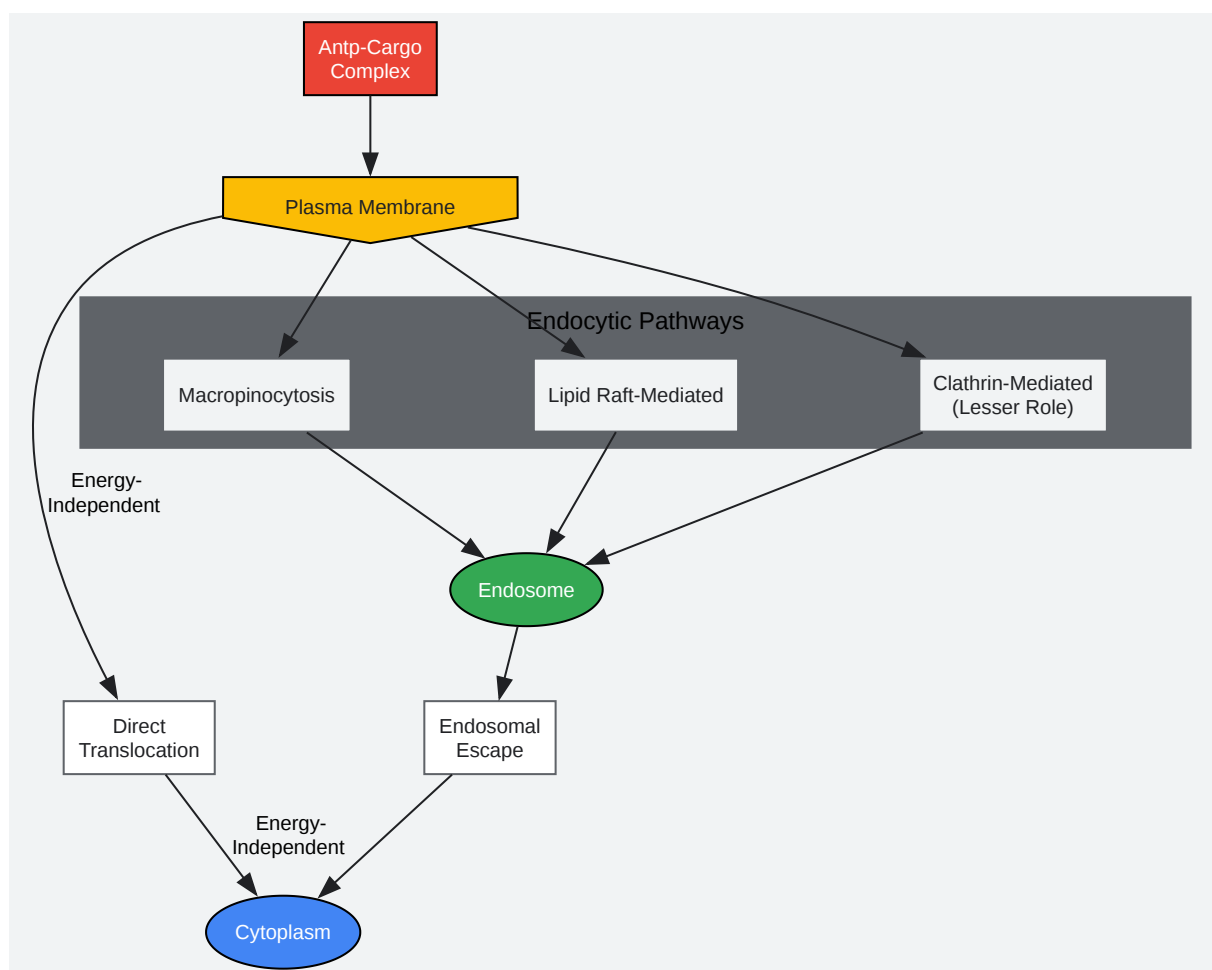 Antp-Cargo
Complex
Plasma Membrane
Endocytic Pathways
Macropinocytosis
Lipid Raft-Mediated
Clathrin-Mediated
(Lesser Role)
Energy-
Independent
Endosome
Direct
Translocation
Endosomal
Escape
Energy-
Independent
Cytoplasm